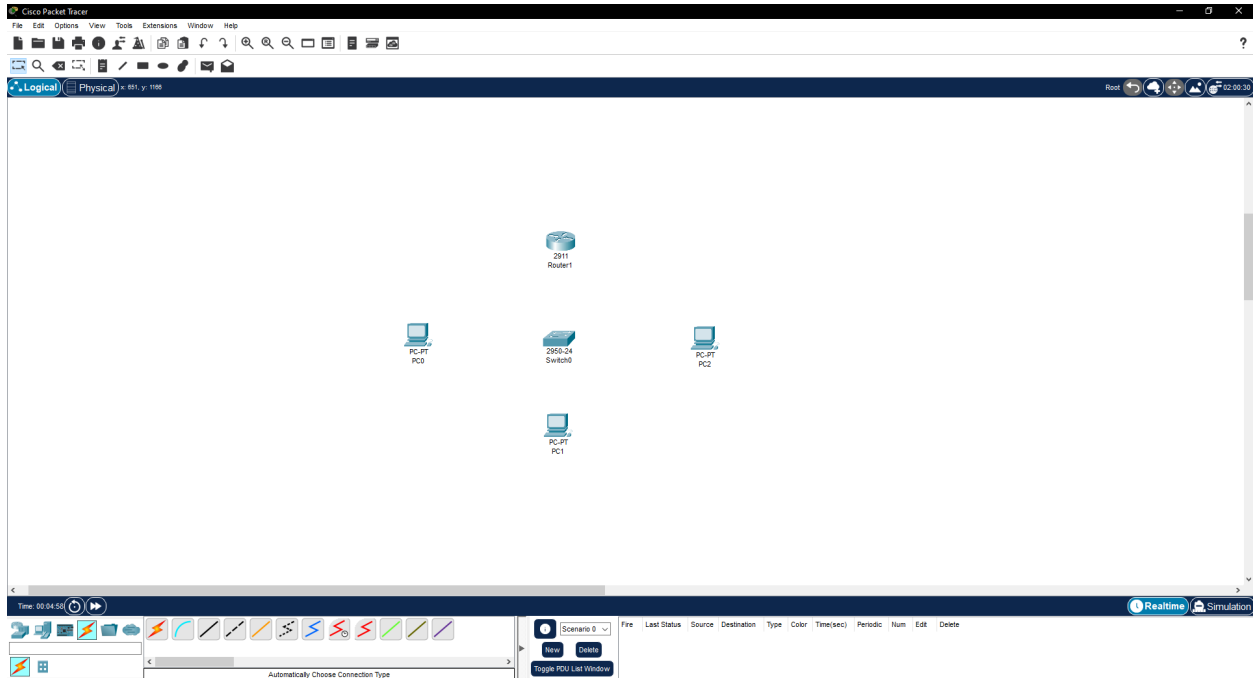 Cisco Packet Tracer
File Edit Options View Tools Extensions Window Help
?
Logical Physical x: 651, y: 1166 Root 02:00:30
2911
Router1
PC-PT
PC0
2950-24
Switch0
PC-PT
PC2
PC-PT
PC1
Time: 00:04:58 Realtime Simulation
Scenario 0 Fire Last Status Source Destination Type Color Time(sec) Periodic Num Edit Delete
New Delete
Toggle PDU List Window
Automatically Choose Connection Type